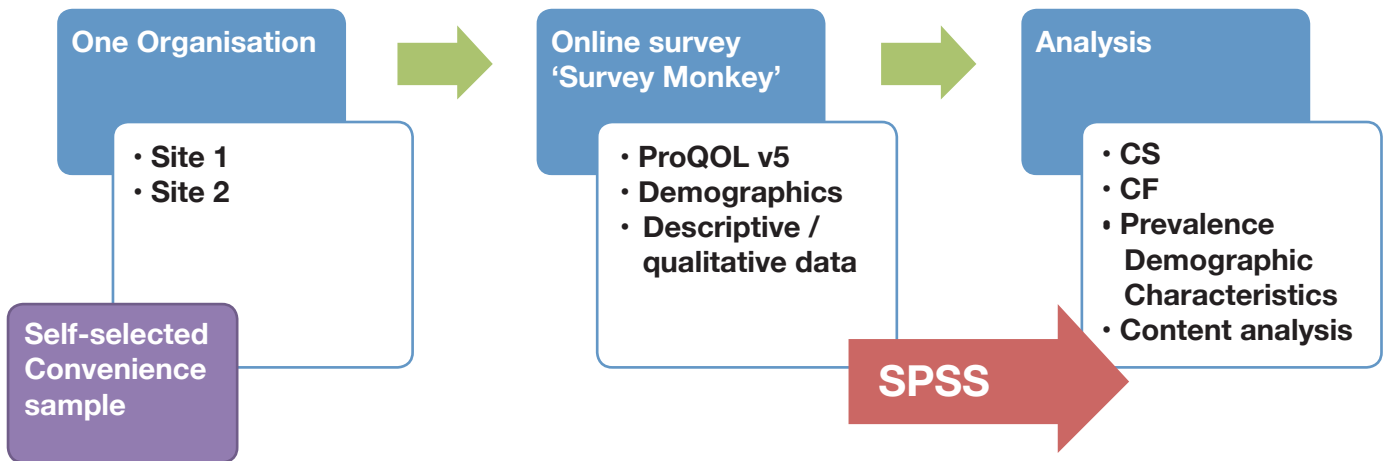 One Organisation
• Site 1
• Site 2
Self-selected
Convenience
sample
Online survey
‘Survey Monkey’
• ProQOL v5
• Demographics
• Descriptive /
qualitative data
SPSS
Analysis
• CS
• CF
• Prevalence
Demographic
Characteristics
• Content analysis